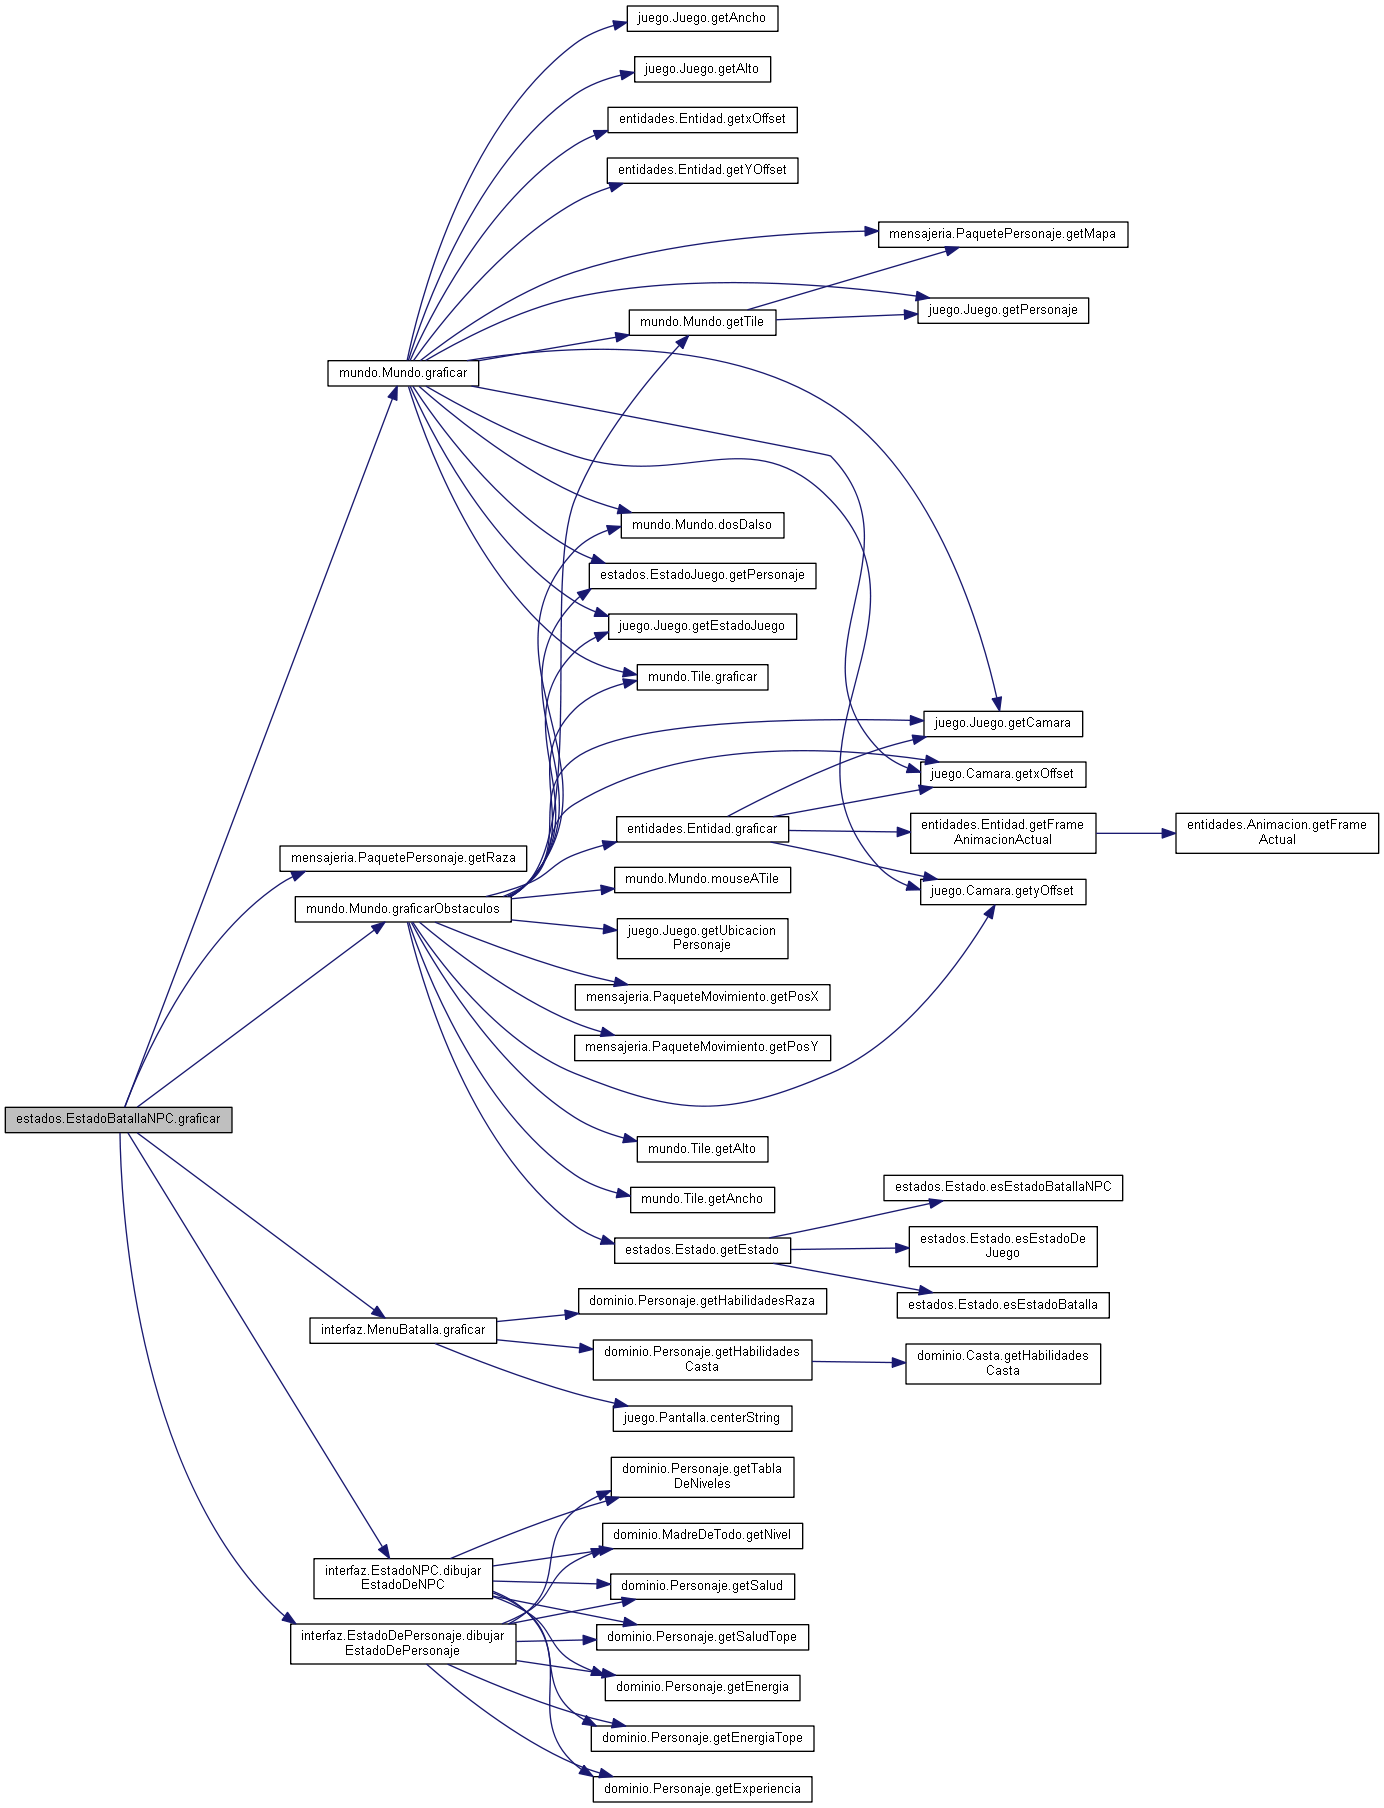 juego.Juego.getAncho
juego.Juego.getAlto
entidades.Entidad.getxOffset
entidades.Entidad.getYOffset
mensajeria.PaquetePersonaje.getMapa
juego.Juego.getPersonaje
mundo.Mundo.getTile
mundo.Mundo.graficar
mundo.Mundo.dosDaIso
estados.EstadoJuego.getPersonaje
juego.Juego.getEstadoJuego
mundo.Tile.graficar
juego.Juego.getCamara
juego.Camara.getxOffset
entidades.Entidad.graficar
entidades.Entidad.getFrame
AnimacionActual
entidades.Animacion.getFrame
Actual
mensajeria.PaquetePersonaje.getRaza
mundo.Mundo.mouseATile
juego.Camara.getyOffset
mundo.Mundo.graficarObstaculos
juego.Juego.getUbicacion
Personaje
mensajeria.PaqueteMovimiento.getPosX
mensajeria.PaqueteMovimiento.getPosY
estados.EstadoBatallaNPC.graficar
mundo.Tile.getAlto
mundo.Tile.getAncho
estados.Estado.esEstadoBatallaNPC
estados.Estado.getEstado
estados.Estado.esEstadoDe
Juego
estados.Estado.esEstadoBatalla
dominio.Personaje.getHabilidadesRaza
interfaz.MenuBatalla.graficar
dominio.Personaje.getHabilidades
Casta
dominio.Casta.getHabilidades
Casta
juego.Pantalla.centerString
dominio.Personaje.getTabla
DeNiveles
dominio.MadreDeTodo.getNivel
interfaz.EstadoNPC.dibujar
EstadoDeNPC
dominio.Personaje.getSalud
interfaz.EstadoDePersonaje.dibujar
EstadoDePersonaje
dominio.Personaje.getSaludTope
dominio.Personaje.getEnergia
dominio.Personaje.getEnergiaTope
dominio.Personaje.getExperiencia